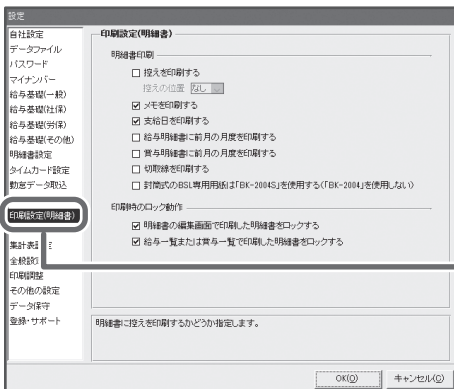 設定
自社設定
データファイル
パスワード
マイナンバー
給与基礎(一般)
給与基礎(社保)
給与基礎(労保)
給与基礎(その他)
明細書設定
タイムカード設定
勤怠データ取込
印刷設定(明細書)
集計表
全般設定
印刷調整
その他の設定
データ保守
登録・サポート
印刷設定(明細書)
明細書印刷
控えを印刷する
控えの位置 なし
メモを印刷する
支給日を印刷する
給与明細書に前月の月度を印刷する
賞与明細書に前月の月度を印刷する
切取線を印刷する
封筒式のBSL専用用紙は「BK-2004S」を使用する(「BK-2004」を使用しない)
印刷時のロック動作
明細書の編集画面で印刷した明細書をロックする
給与一覧または賞与一覧で印刷した明細書をロックする
明細書に控えを印刷するかどうか指定します。
OK(O) キャンセル(C)